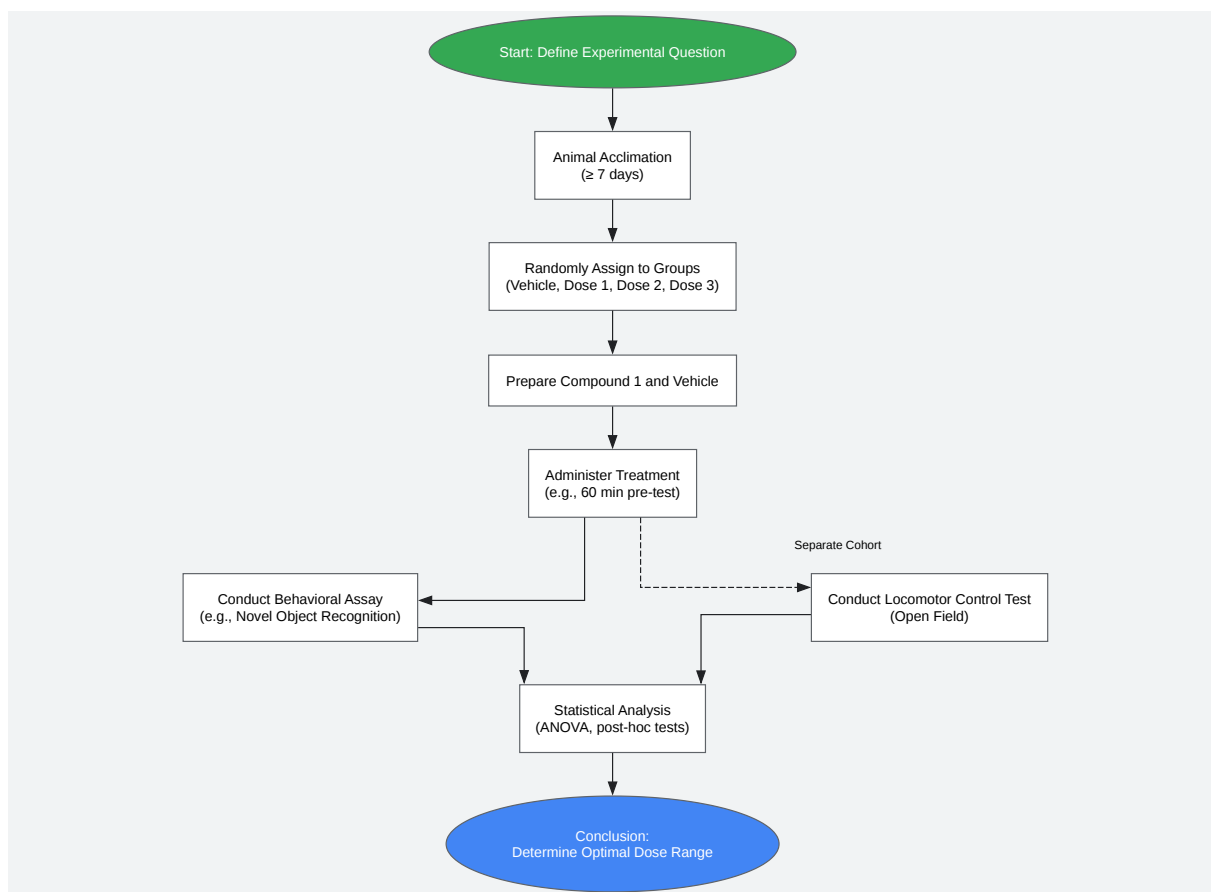 Start: Define Experimental Question
Animal Acclimation
(≥ 7 days)
Randomly Assign to Groups
(Vehicle, Dose 1, Dose 2, Dose 3)
Prepare Compound 1 and Vehicle
Administer Treatment
(e.g., 60 min pre-test)
Separate Cohort
Conduct Behavioral Assay
(e.g., Novel Object Recognition)
Conduct Locomotor Control Test
(Open Field)
Statistical Analysis
(ANOVA, post-hoc tests)
Conclusion:
Determine Optimal Dose Range